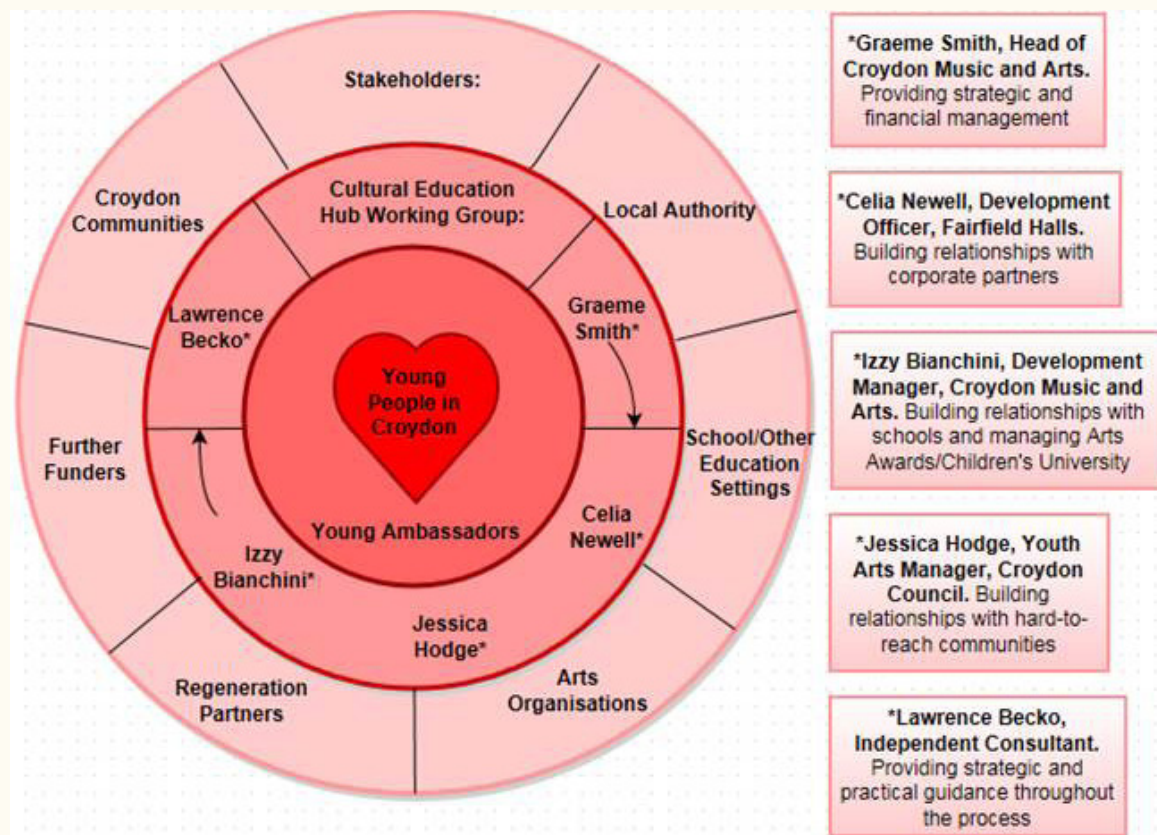 Stakeholders:
Croydon
Communities
Local Authority
School/Other
Education
Settings
Arts
Organisations
Regeneration
Partners
Further
Funders
Cultural Education
Hub Working Group:
Lawrence
Becko*
Graeme
Smith*
Celia
Newell*
Jessica
Hodge*
Izzy
Bianchini*
Young
People in
Croydon
Young Ambassadors
*Graeme Smith, Head of
Croydon Music and Arts.
Providing strategic and
financial management
*Celia Newell, Development
Officer, Fairfield Halls.
Building relationships with
corporate partners
*Izzy Bianchini, Development
Manager, Croydon Music and
Arts. Building relationships with
schools and managing Arts
Awards/Children's University
*Jessica Hodge, Youth
Arts Manager, Croydon
Council. Building
relationships with hard-to-
reach communities
*Lawrence Becko,
Independent Consultant.
Providing strategic and
practical guidance throughout
the process